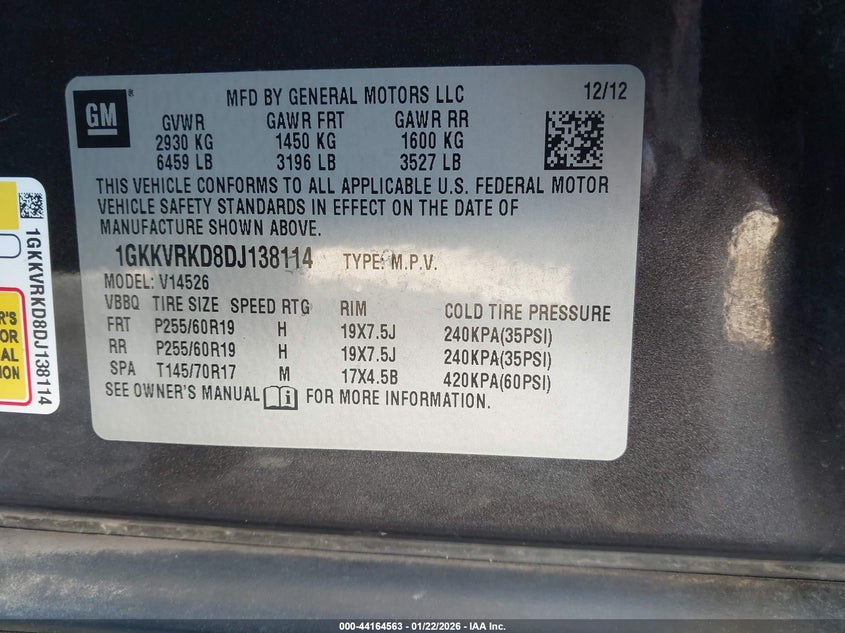 GM ®
MFD BY GENERAL MOTORS LLC 12/12
GVWR GAWR FRT GAWR RR
2930 KG 1450 KG 1600 KG
6459 LB 3196 LB 3527 LB
THIS VEHICLE CONFORMS TO ALL APPLICABLE U.S. FEDERAL MOTOR
VEHICLE SAFETY STANDARDS IN EFFECT ON THE DATE OF
MANUFACTURE SHOWN ABOVE.
1GKKVRKD8DJ138114 TYPE: M.P.V.
MODEL: V14526
VBBQ TIRE SIZE SPEED RTG RIM COLD TIRE PRESSURE
FRT P255/60R19 H 19X7.5J 240KPA(35PSI)
RR P255/60R19 H 19X7.5J 240KPA(35PSI)
SPA T145/70R17 M 17X4.5B 420KPA(60PSI)
SEE OWNER'S MANUAL i FOR MORE INFORMATION.
1GKKVRKD8DJ138114
R'S
OR
AL
ION
000-44164563 — 01/22/2026 - IAA Inc.